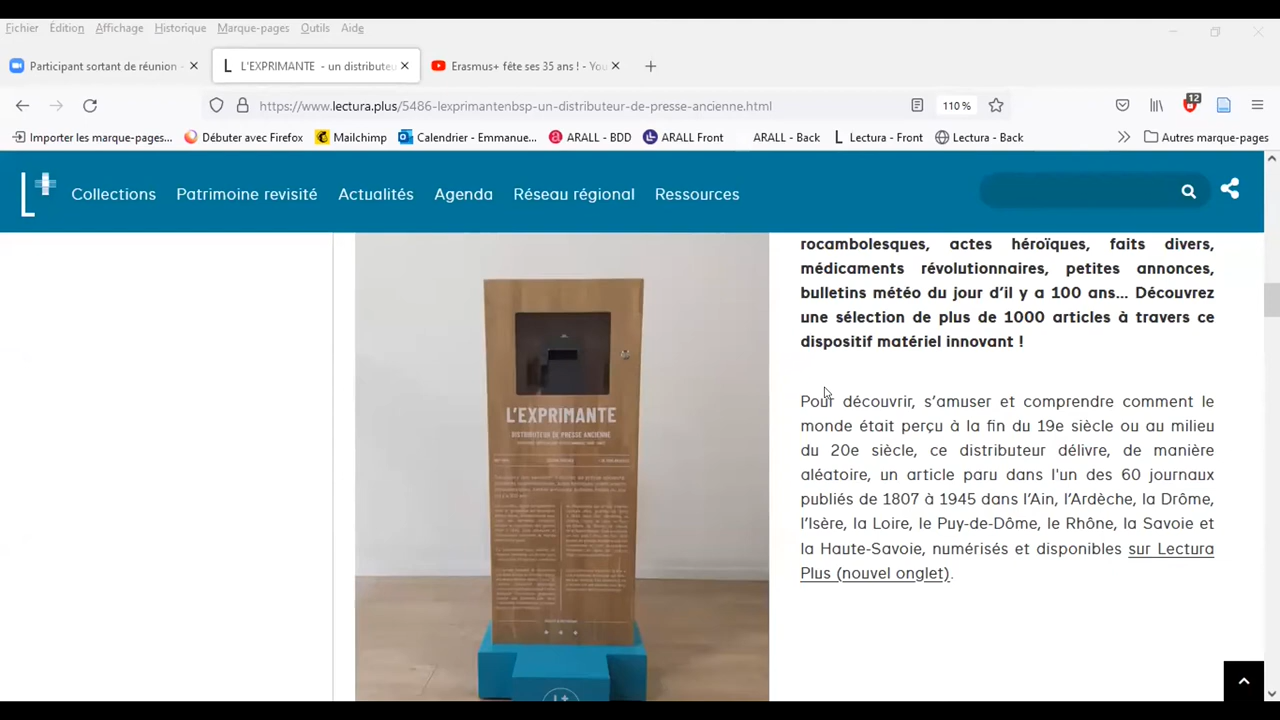 Fichier Édition Affichage Historique Marque-pages Outils Aide
Participant sortant de réunion - L'EXPRIMANTE - un distributeu Erasmus+ fête ses 35 ans ! - You
https://www.lectura.plus/5486-lexprimantenbsp-un-distributeur-de-presse-ancienne.html 110 % 12
Importer les marque-pages... Débuter avec Firefox Mailchimp Calendrier - Emmanue... ARALL - BDD ARALL Front ARALL - Back Lectura - Front Lectura - Back Autres marque-pages
L+ Collections Patrimoine revisité Actualités Agenda Réseau régional Ressources
rocambolesques, actes héroïques, faits divers,
médicaments révolutionnaires, petites annonces,
bulletins météo du jour d'il y a 100 ans... Découvrez
une sélection de plus de 1000 articles à travers ce
dispositif matériel innovant !
Pour découvrir, s'amuser et comprendre comment le
monde était perçu à la fin du 19e siècle ou au milieu
du 20e siècle, ce distributeur délivre, de manière
aléatoire, un article paru dans l'un des 60 journaux
publiés de 1807 à 1945 dans l'Ain, l'Ardèche, la Drôme,
l'Isère, la Loire, le Puy-de-Dôme, le Rhône, la Savoie et
la Haute-Savoie, numérisés et disponibles sur Lectura
Plus (nouvel onglet).
L'EXPRIMANTE
DISTRIBUTEUR DE PRESSE ANCIENNE
L+